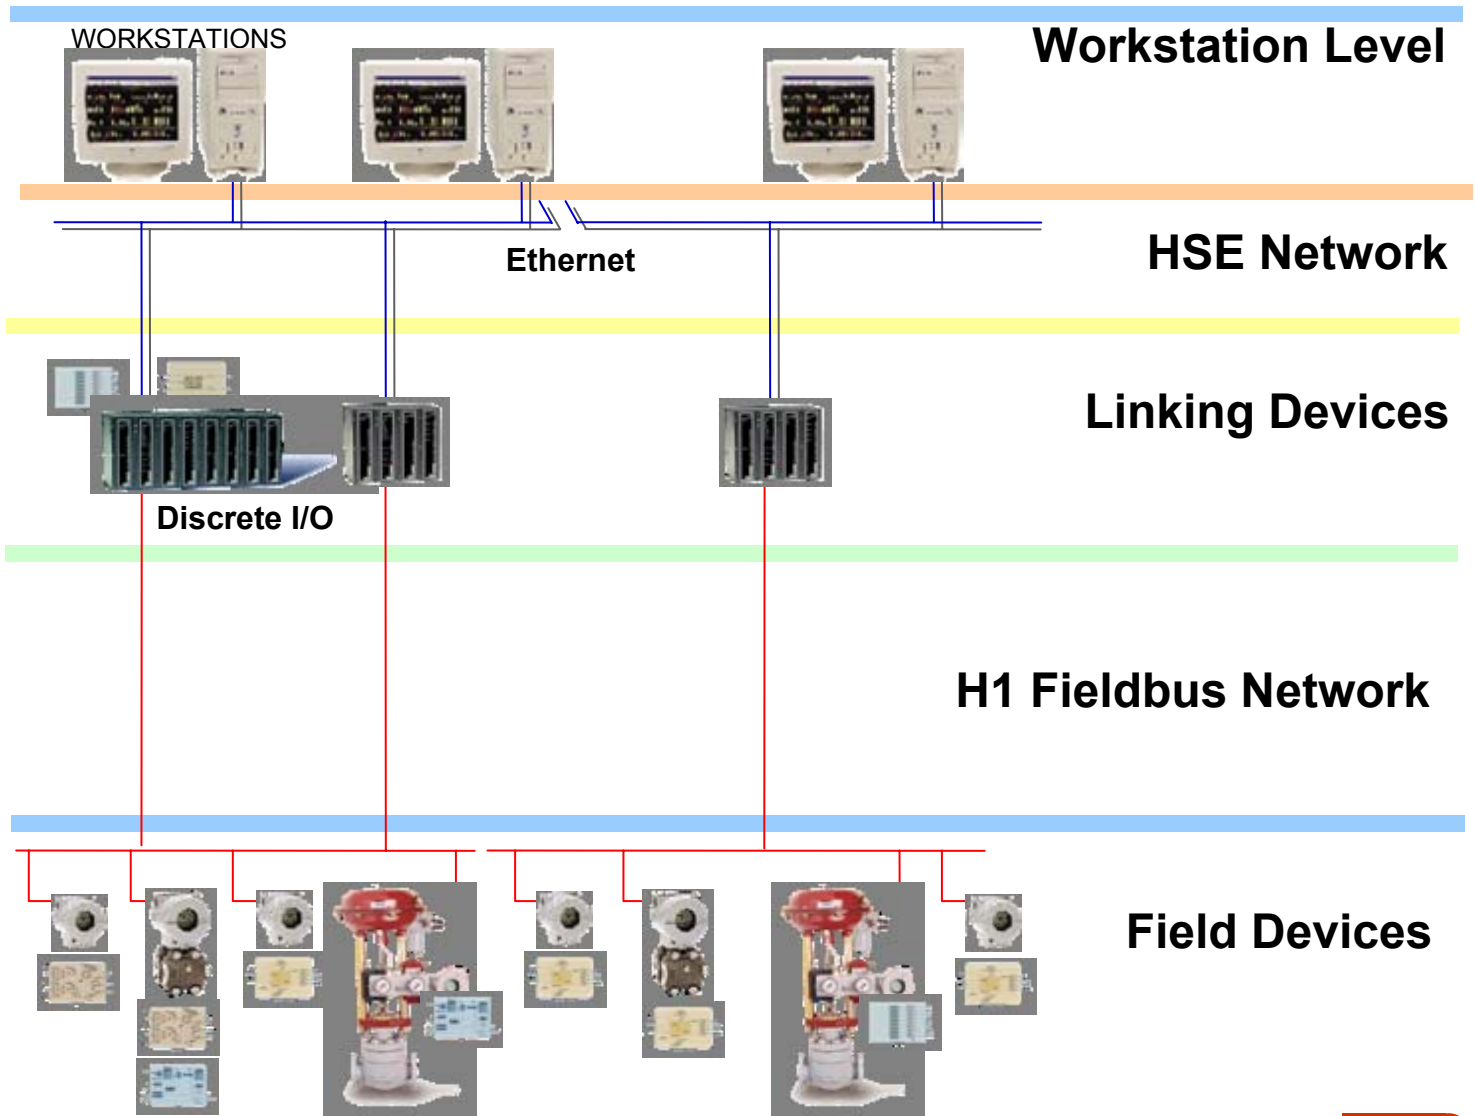 WORKSTATIONS
Workstation Level
Ethernet
HSE Network
Linking Devices
Discrete I/O
H1 Fieldbus Network
Field Devices